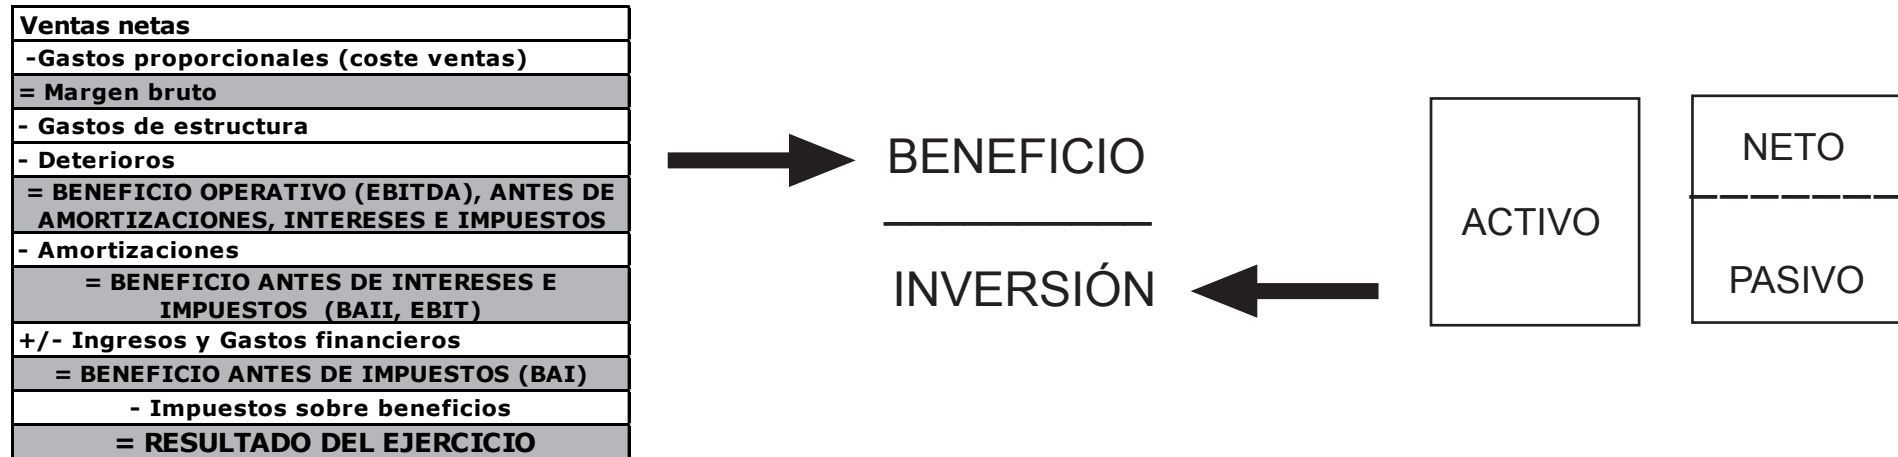 Ventas netas
-Gastos proporcionales (coste ventas)
= Margen bruto
- Gastos de estructura
- Deterioros
= BENEFICIO OPERATIVO (EBITDA), ANTES DE
AMORTIZACIONES, INTERESES E IMPUESTOS
- Amortizaciones
= BENEFICIO ANTES DE INTERESES E
IMPUESTOS (BAII, EBIT)
+/- Ingresos y Gastos financieros
= BENEFICIO ANTES DE IMPUESTOS (BAI)
- Impuestos sobre beneficios
= RESULTADO DEL EJERCICIO
BENEFICIO
INVERSIÓN
ACTIVO
NETO
PASIVO